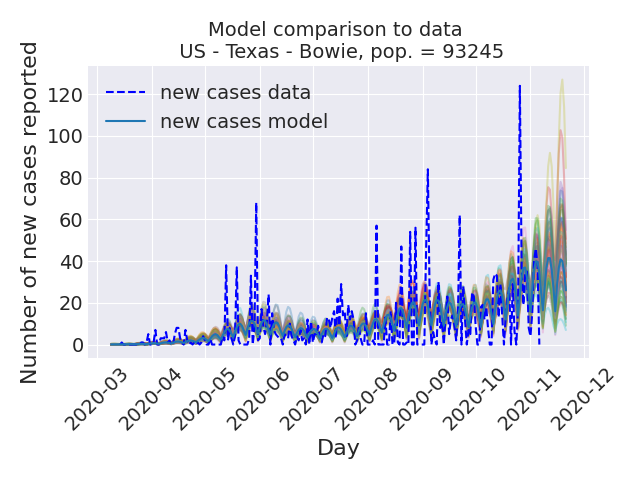 Model comparison to data
US - Texas - Bowie, pop. = 93245
Number of new cases reported
120
100
80
60
40
20
0
new cases data
new cases model
2020-03
2020-04
2020-05
2020-06
2020-07
2020-08
2020-09
2020-10
2020-11
2020-12
Day